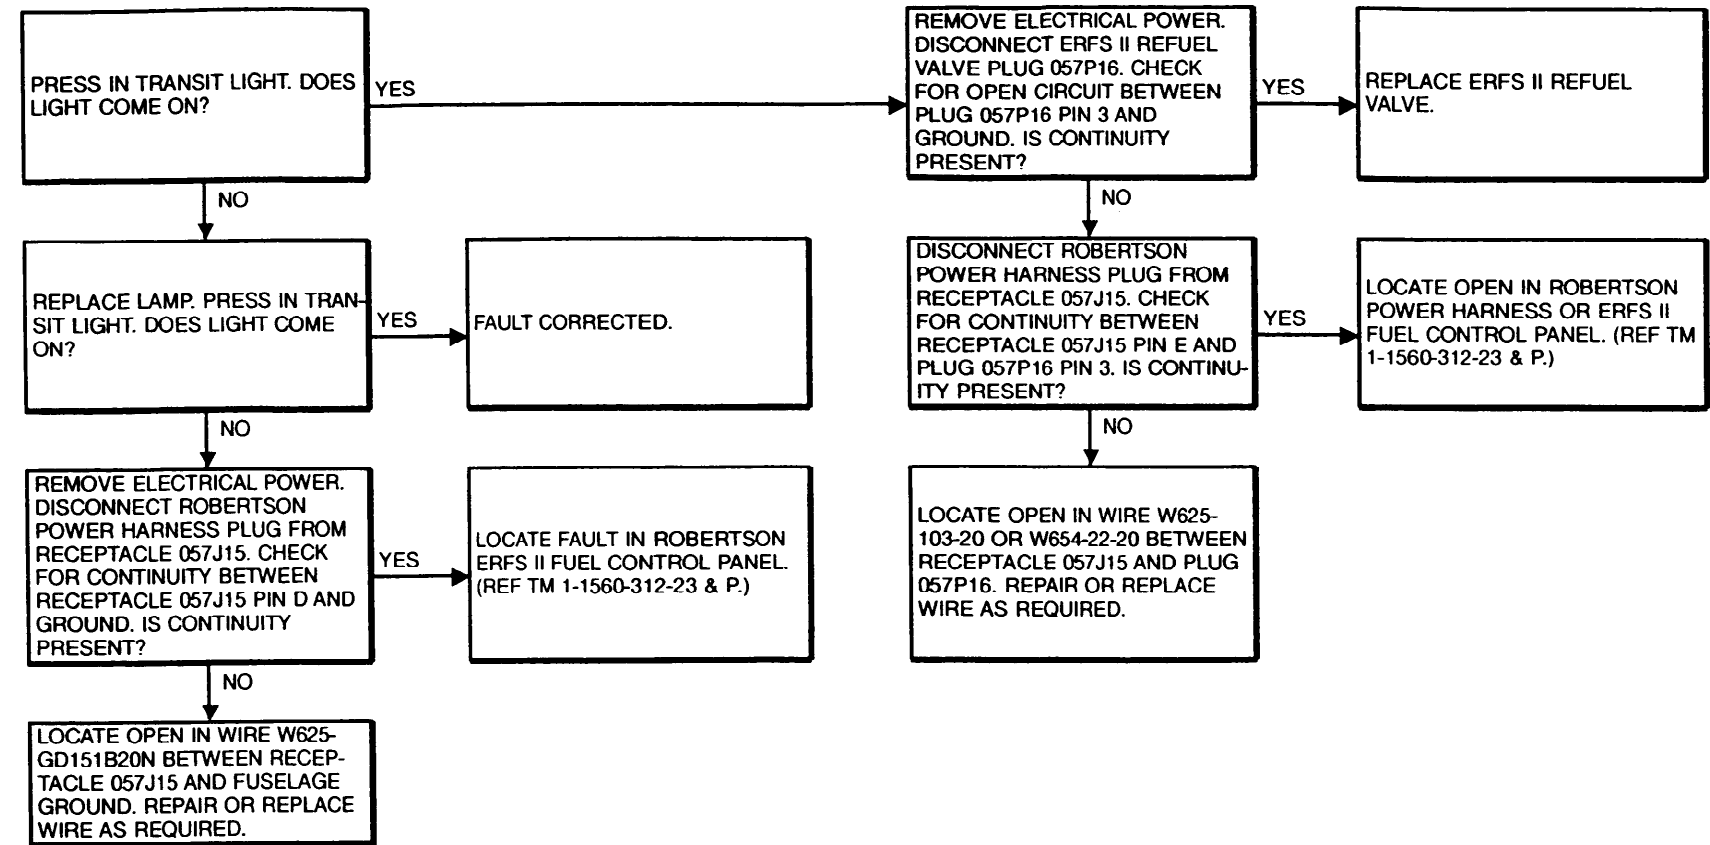 PRESS IN TRANSIT LIGHT. DOES
LIGHT COME ON?
YES
NO
REMOVE ELECTRICAL POWER.
DISCONNECT ERFS II REFUEL
VALVE PLUG 057P16. CHECK
FOR OPEN CIRCUIT BETWEEN
PLUG 057P16 PIN 3 AND
GROUND. IS CONTINUITY
PRESENT?
YES
NO
REPLACE ERFS II REFUEL
VALVE.
REPLACE LAMP. PRESS IN TRAN-
SIT LIGHT. DOES LIGHT COME
ON?
YES
NO
FAULT CORRECTED.
DISCONNECT ROBERTSON
POWER HARNESS PLUG FROM
RECEPTACLE 057J15. CHECK
FOR CONTINUITY BETWEEN
RECEPTACLE 057J15 PIN E AND
PLUG 057P16 PIN 3. IS CONTINU-
ITY PRESENT?
YES
NO
LOCATE OPEN IN ROBERTSON
POWER HARNESS OR ERFS II
FUEL CONTROL PANEL. (REF TM
1-1560-312-23 & P.)
REMOVE ELECTRICAL POWER.
DISCONNECT ROBERTSON
POWER HARNESS PLUG FROM
RECEPTACLE 057J15. CHECK
FOR CONTINUITY BETWEEN
RECEPTACLE 057J15 PIN D AND
GROUND. IS CONTINUITY
PRESENT?
YES
NO
LOCATE FAULT IN ROBERTSON
ERFS II FUEL CONTROL PANEL.
(REF TM 1-1560-312-23 & P.)
LOCATE OPEN IN WIRE W625-
103-20 OR W654-22-20 BETWEEN
RECEPTACLE 057J15 AND PLUG
057P16. REPAIR OR REPLACE
WIRE AS REQUIRED.
LOCATE OPEN IN WIRE W625-
GD151B20N BETWEEN RECEP-
TACLE 057J15 AND FUSELAGE
GROUND. REPAIR OR REPLACE
WIRE AS REQUIRED.